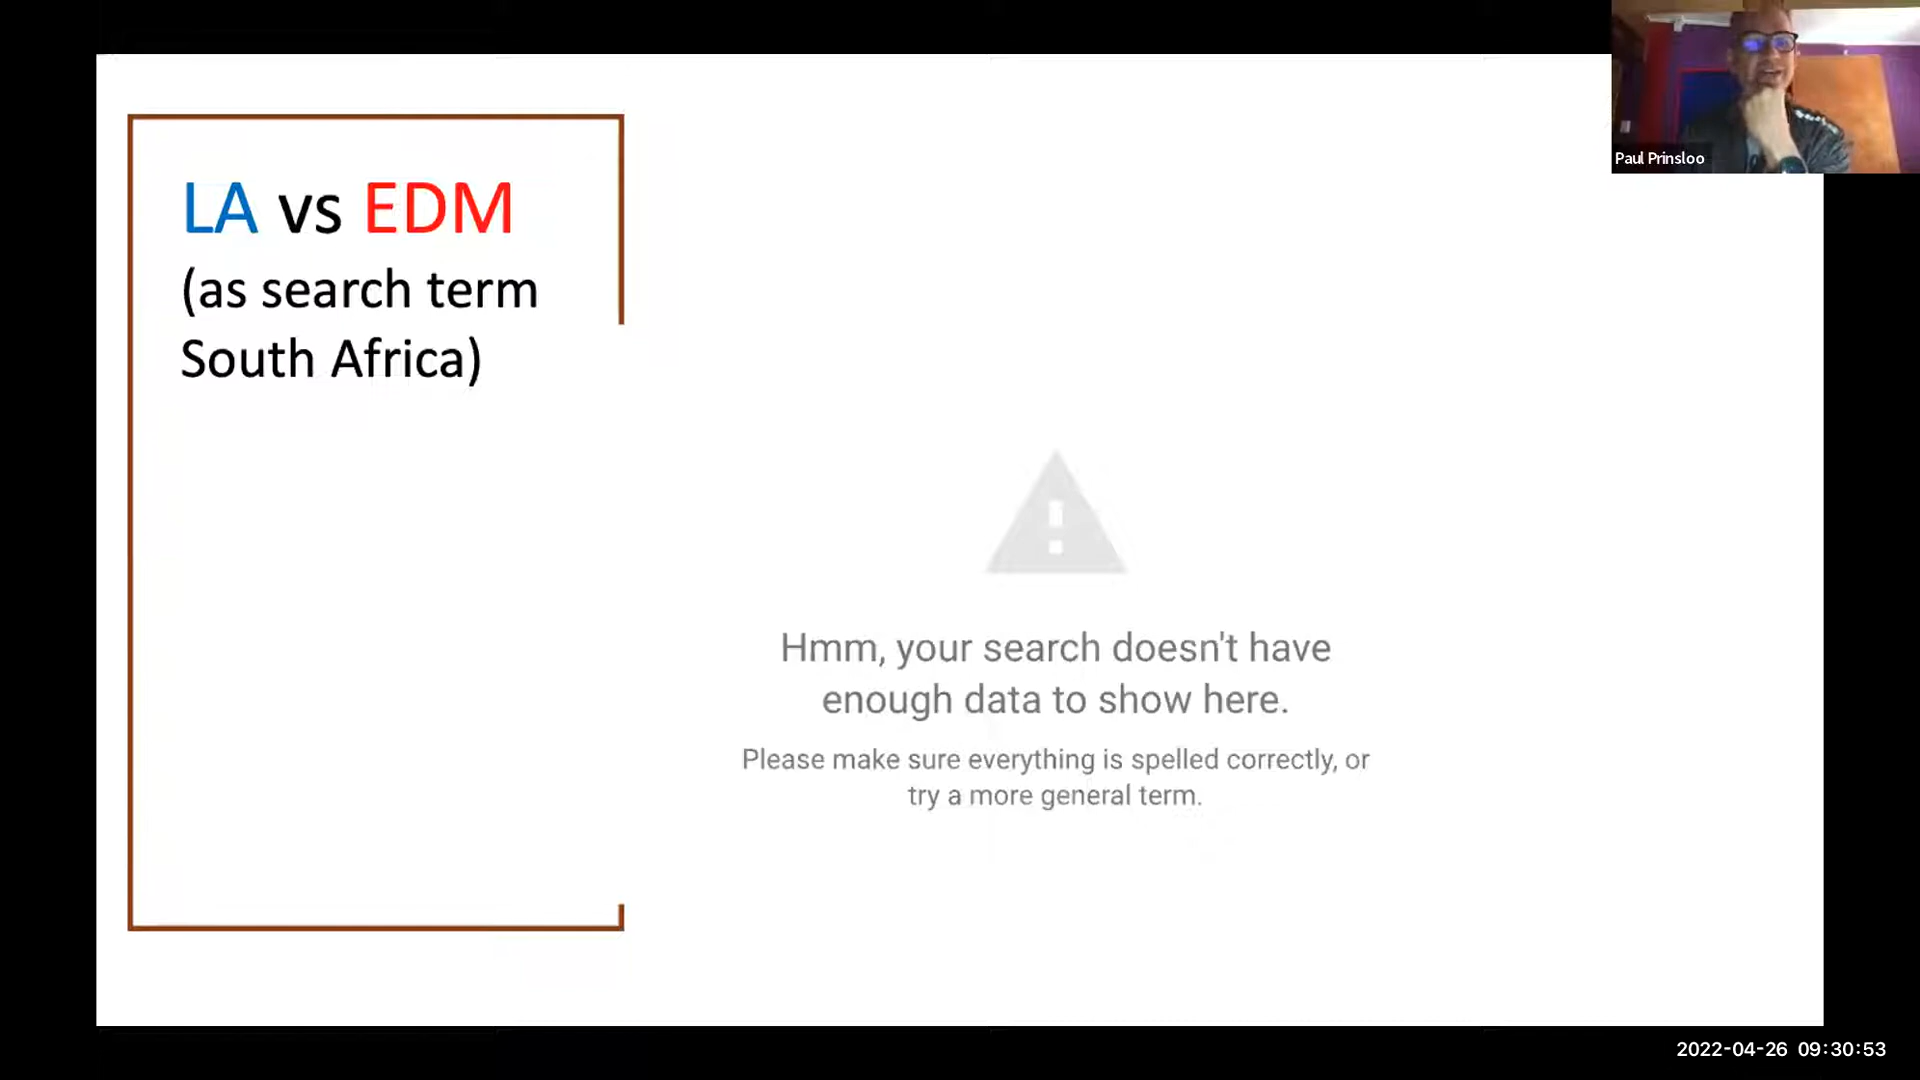 LA vs EDM
(as search term
South Africa)
Hmm, your search doesn't have
enough data to show here.
Please make sure everything is spelled correctly, or
try a more general term.
Paul Prinsloo
2022-04-26 09:30:53